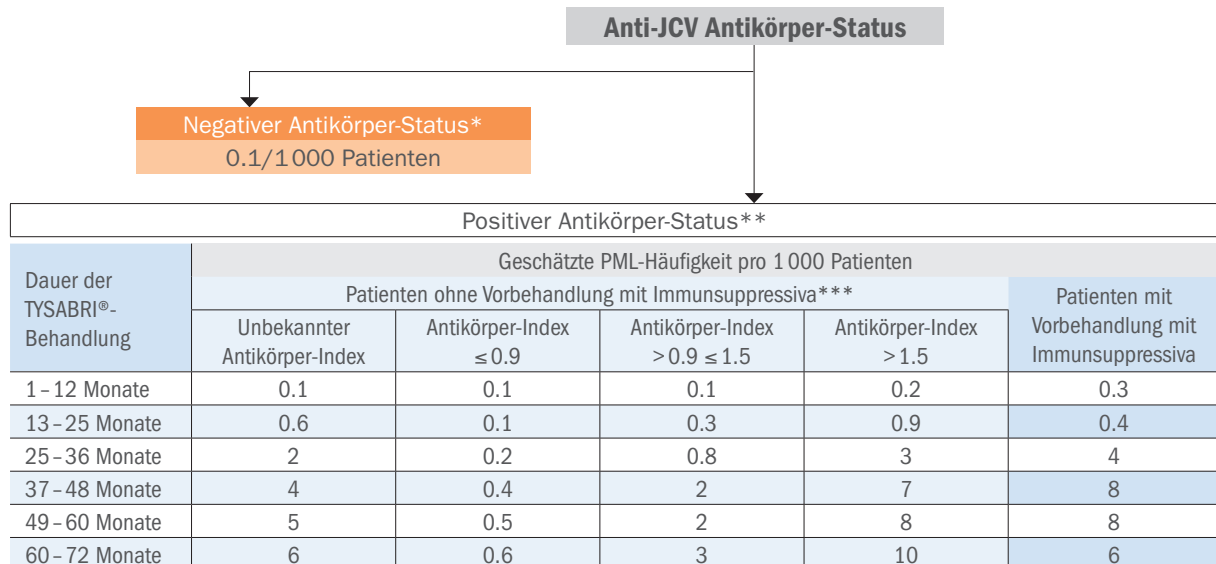 Anti-JCV Antikörper-Status
Negativer Antikörper-Status*
0.1/1000 Patienten
Positiver Antikörper-Status**
Dauer der
TYSABRI®-
Behandlung
Geschätzte PML-Häufigkeit pro 1000 Patienten
Patienten ohne Vorbehandlung mit Immunsuppressiva***
Patienten mit
Vorbehandlung mit
Immunsuppressiva
Unbekannter
Antikörper-Index
Antikörper-Index
≤0.9
Antikörper-Index
>0.9 ≤1.5
Antikörper-Index
>1.5
1–12 Monate 0.1 0.1 0.1 0.2 0.3
13–25 Monate 0.6 0.1 0.3 0.9 0.4
25–36 Monate 2 0.2 0.8 3 4
37–48 Monate 4 0.4 2 7 8
49–60 Monate 5 0.5 2 8 8
60–72 Monate 6 0.6 3 10 6